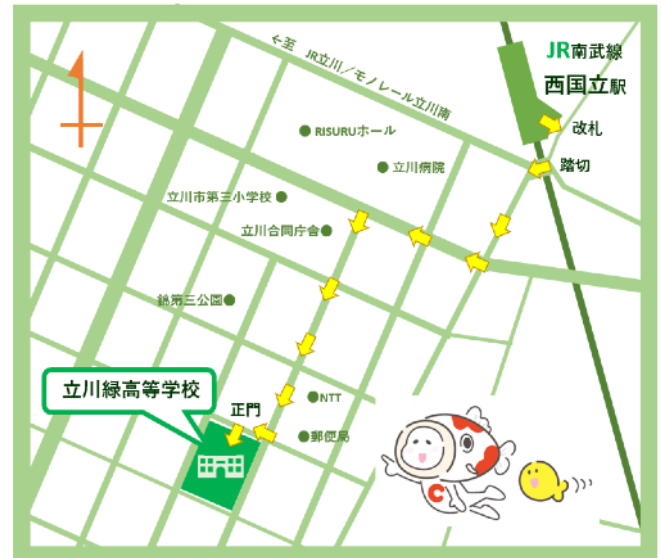 ←至 JR立川／モノレール立川南
JR南武線
西国立駅
改札
踏切
RISURUホール
立川病院
立川市第三小学校
立川合同庁舎
錦第三公園
立川緑高等学校
正門
NTT
郵便局
C